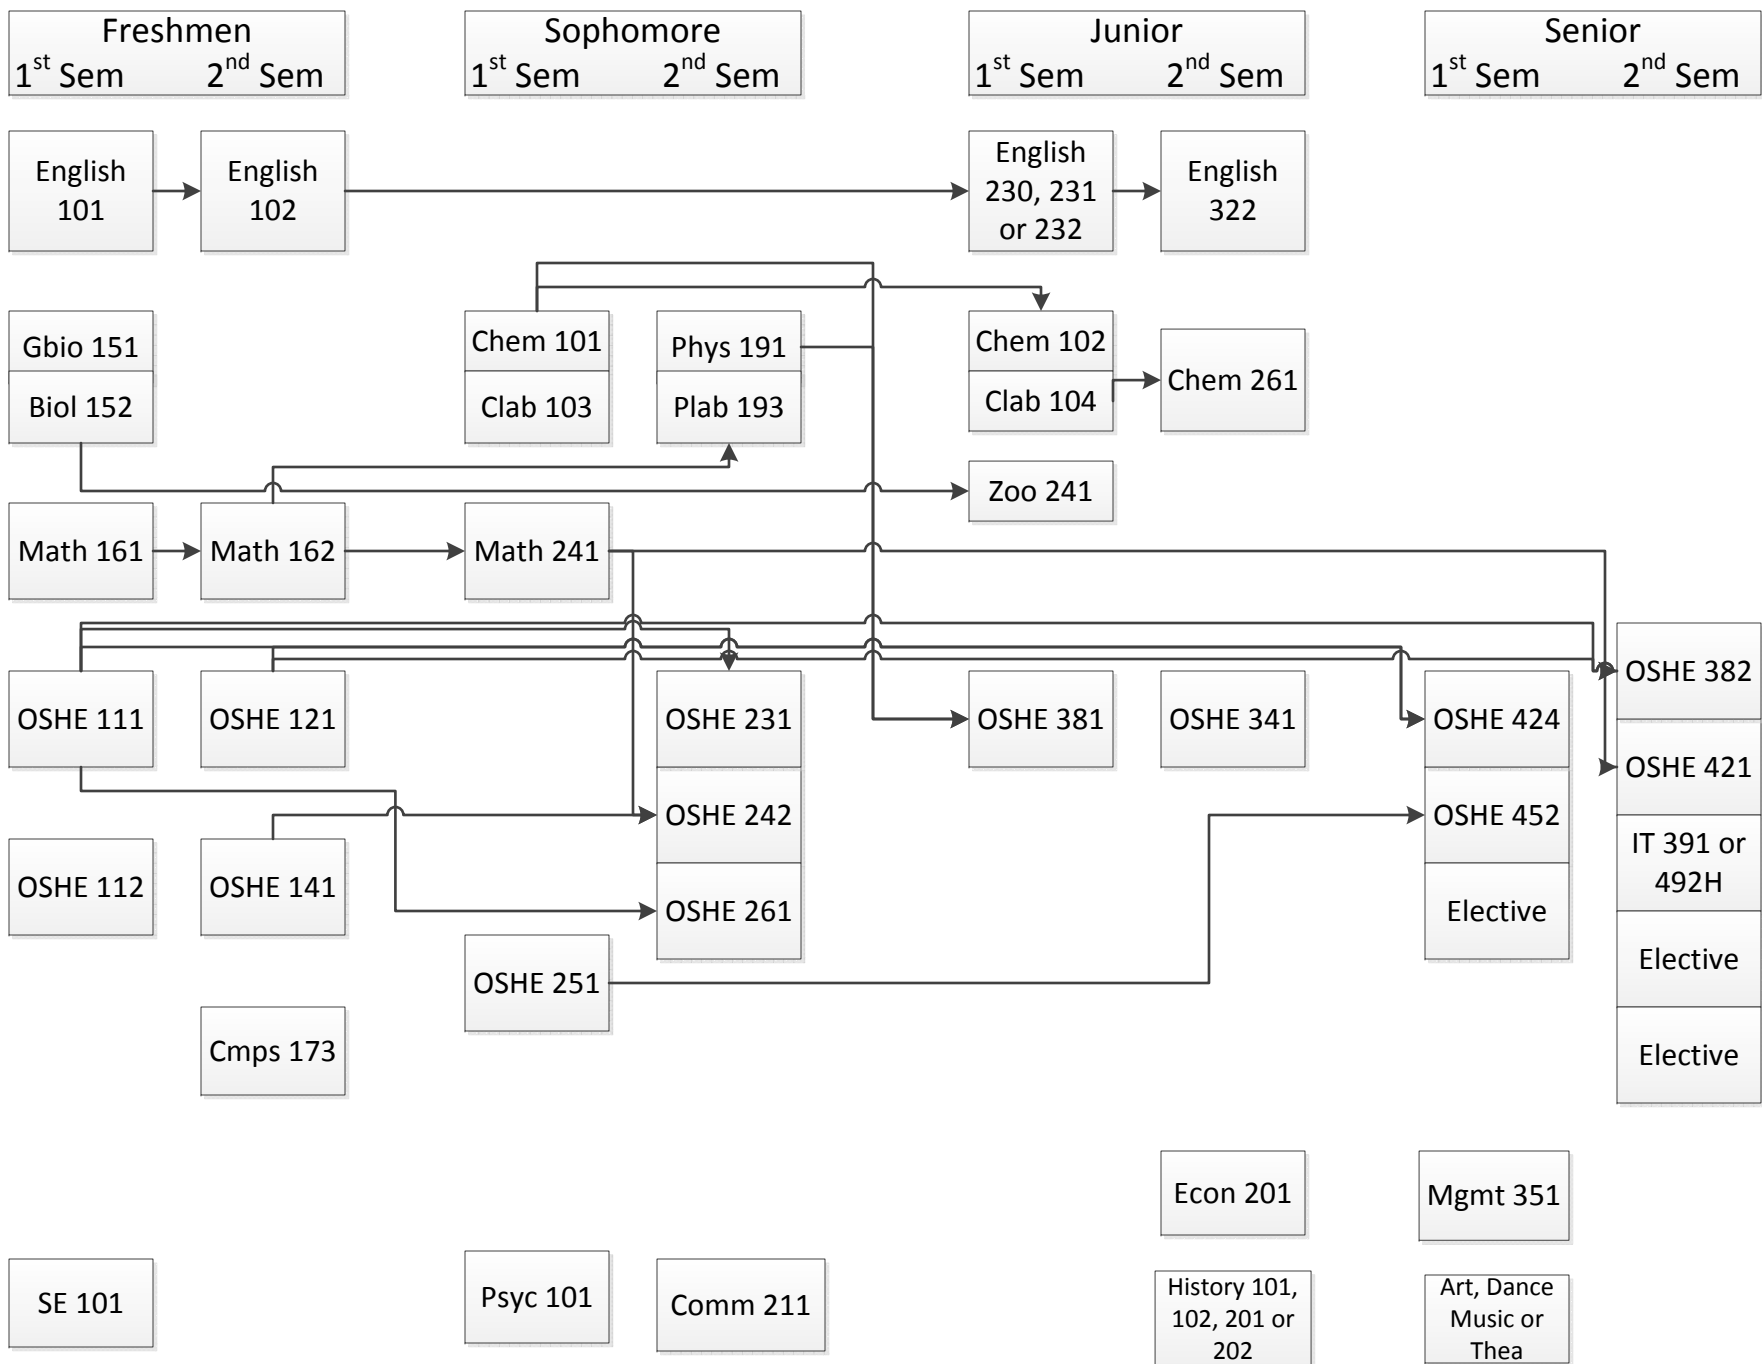 Freshmen
1st Sem 2nd Sem
Sophomore
1st Sem 2nd Sem
Junior
1st Sem 2nd Sem
Senior
1st Sem 2nd Sem
English
101
English
102
English
230, 231
or 232
English
322
Gbio 151
Biol 152
Chem 101
Clab 103
Phys 191
Plab 193
Chem 102
Clab 104
Chem 261
Zoo 241
Math 161
Math 162
Math 241
OSHE 111
OSHE 121
OSHE 231
OSHE 381
OSHE 341
OSHE 424
OSHE 382
OSHE 421
OSHE 242
OSHE 452
OSHE 112
OSHE 141
OSHE 261
Elective
IT 391 or
492H
OSHE 251
Elective
Cmps 173
Elective
Econ 201
Mgmt 351
SE 101
Psyc 101
Comm 211
History 101,
102, 201 or
202
Art, Dance
Music or
Thea